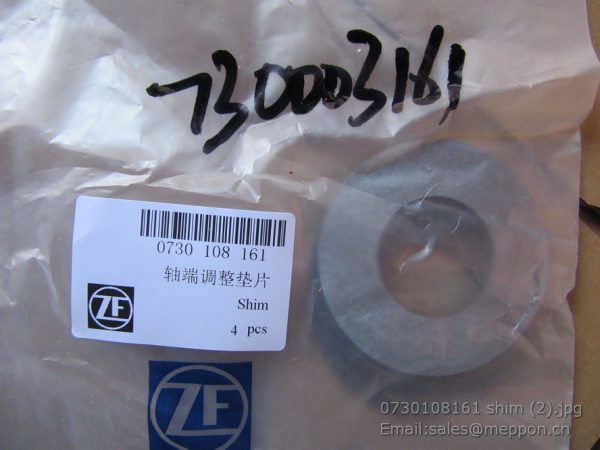 730003161
0730 108 161
轴端调整垫片
Shim
4 pcs
ZF
ZF
0730108161 shim (2).jpg
Email:sales@meppon.cn